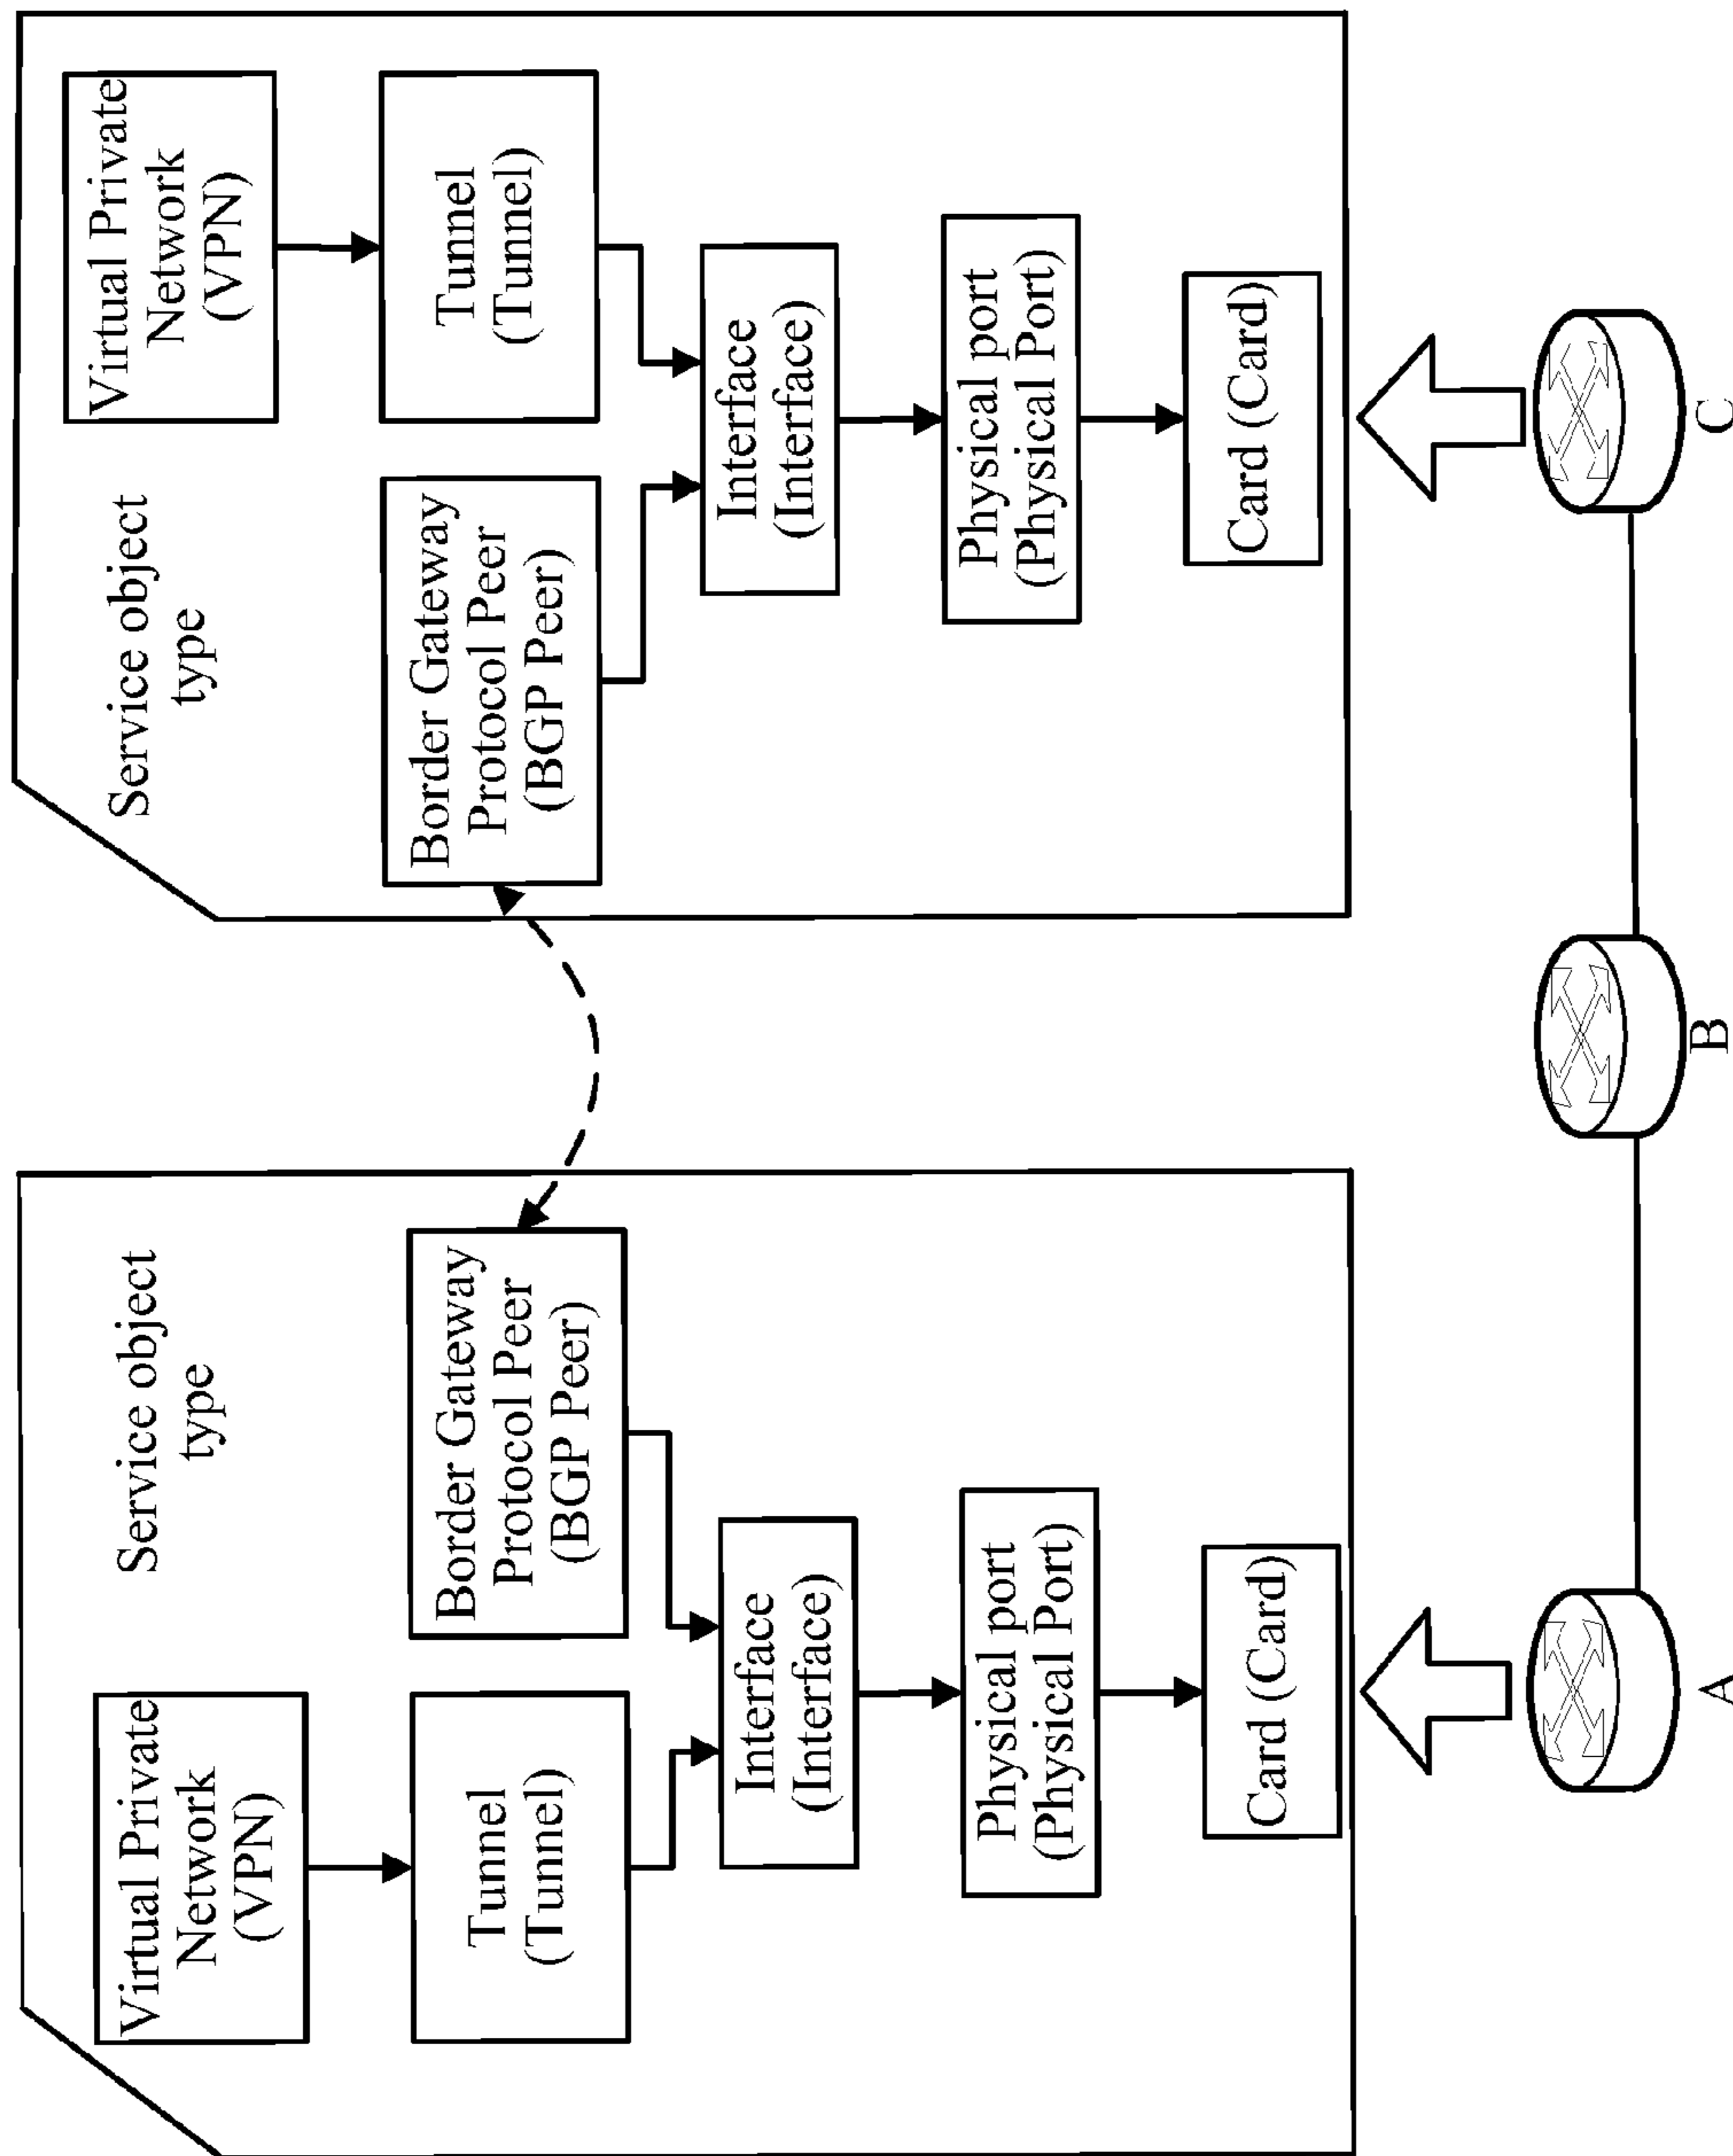 Service object
type
Virtual Private
Network
(VPN)
Tunnel
(Tunnel)
Border Gateway
Protocol Peer
(BGP Peer)
Interface
(Interface)
Physical port
(Physical Port)
Card (Card)
A
B
Service object
type
Virtual Private
Network
(VPN)
Border Gateway
Protocol Peer
(BGP Peer)
Tunnel
(Tunnel)
Interface
(Interface)
Physical port
(Physical Port)
Card (Card)
C